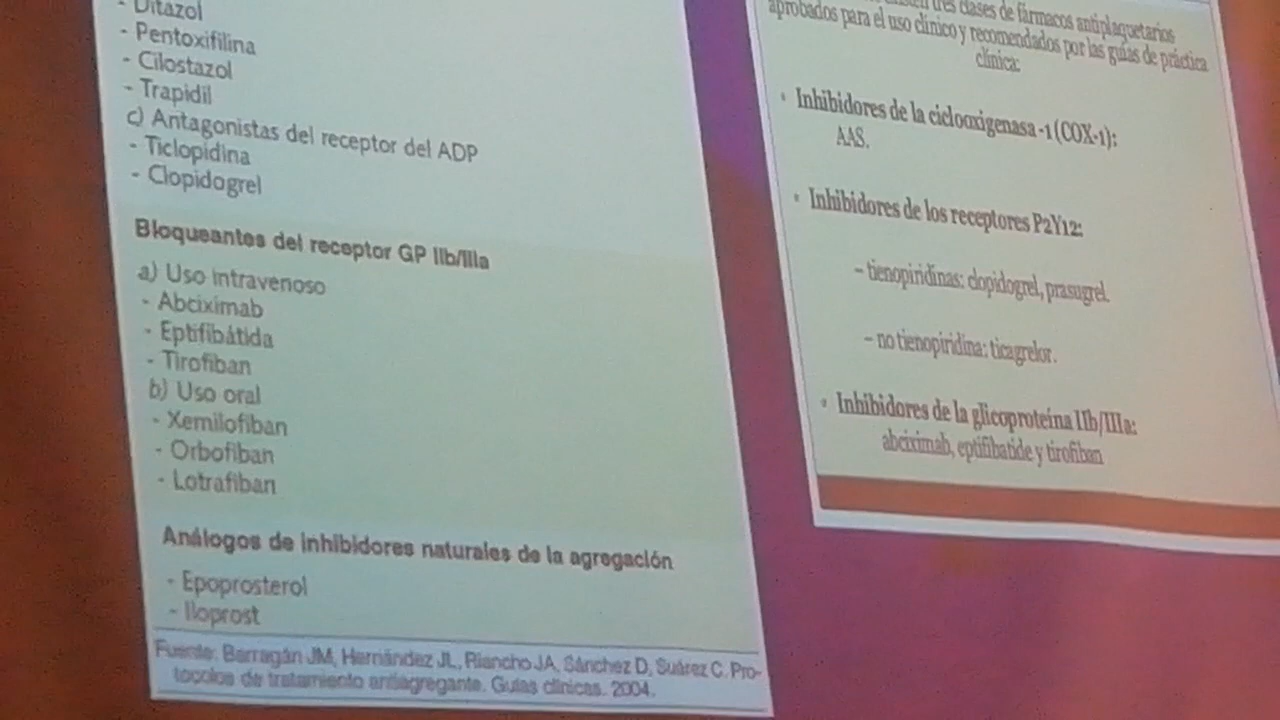 - Ditazol
- Pentoxifilina
- Cilostazol
- Trapidil
c) Antagonistas del receptor del ADP
- Ticlopidina
- Clopidogrel
Bloqueantes del receptor GP IIb/IIIa
a) Uso intravenoso
- Abciximab
- Eptifibátida
- Tirofiban
b) Uso oral
- Xemilofiban
- Orbofiban
- Lotrafiban
Análogos de inhibidores naturales de la agregación
- Epoprosterol
- Iloprost
Fuente: Barragán JM, Hernández JL, Riancho JA, Sánchez D, Suárez C. Pro-
tocolos de tratamiento antiagregante. Guías clínicas. 2004.
tres clases de fármacos antiplaquetarios
aprobados para el uso clínico y recomendados por las guías de práctica
clínica:
• Inhibidores de la ciclooxigenasa -1 (COX-1):
AAS.
• Inhibidores de los receptores P2Y12:
– tienopiridinas: clopidogrel, prasugrel.
– no tienopiridina: ticagrelor.
• Inhibidores de la glicoproteína IIb/IIIa:
abciximab, eptifibatide y tirofiban